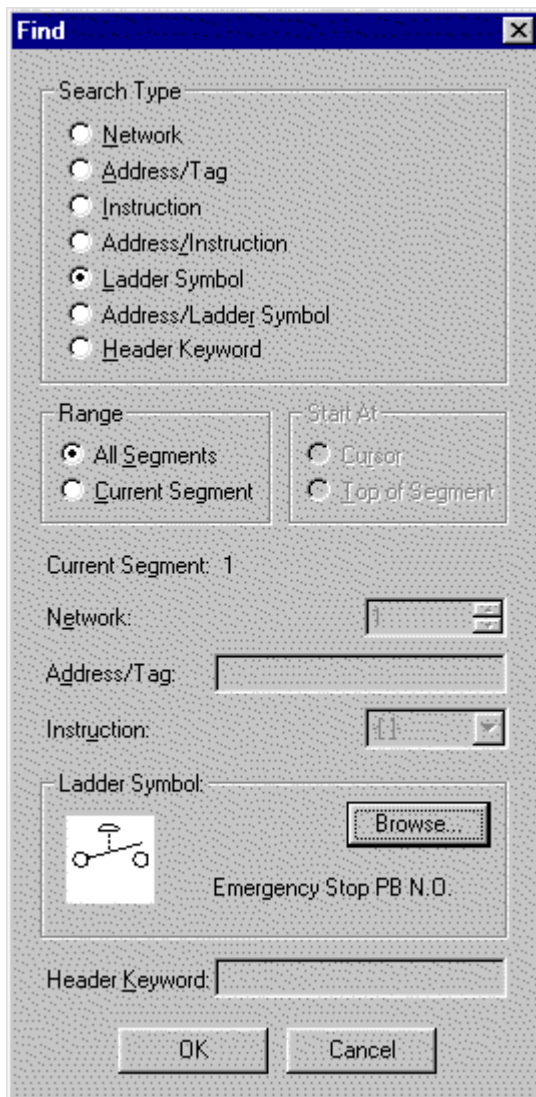 Find
Search Type
Network
Address/Tag
Instruction
Address/Instruction
Ladder Symbol
Address/Ladder Symbol
Header Keyword
Range
All Segments
Current Segment
Start At
Cursor
Top of Segment
Current Segment: 1
Network: 1
Address/Tag:
Instruction: -[ ]-
Ladder Symbol:
Browse...
Emergency Stop PB N.O.
Header Keyword:
OK Cancel